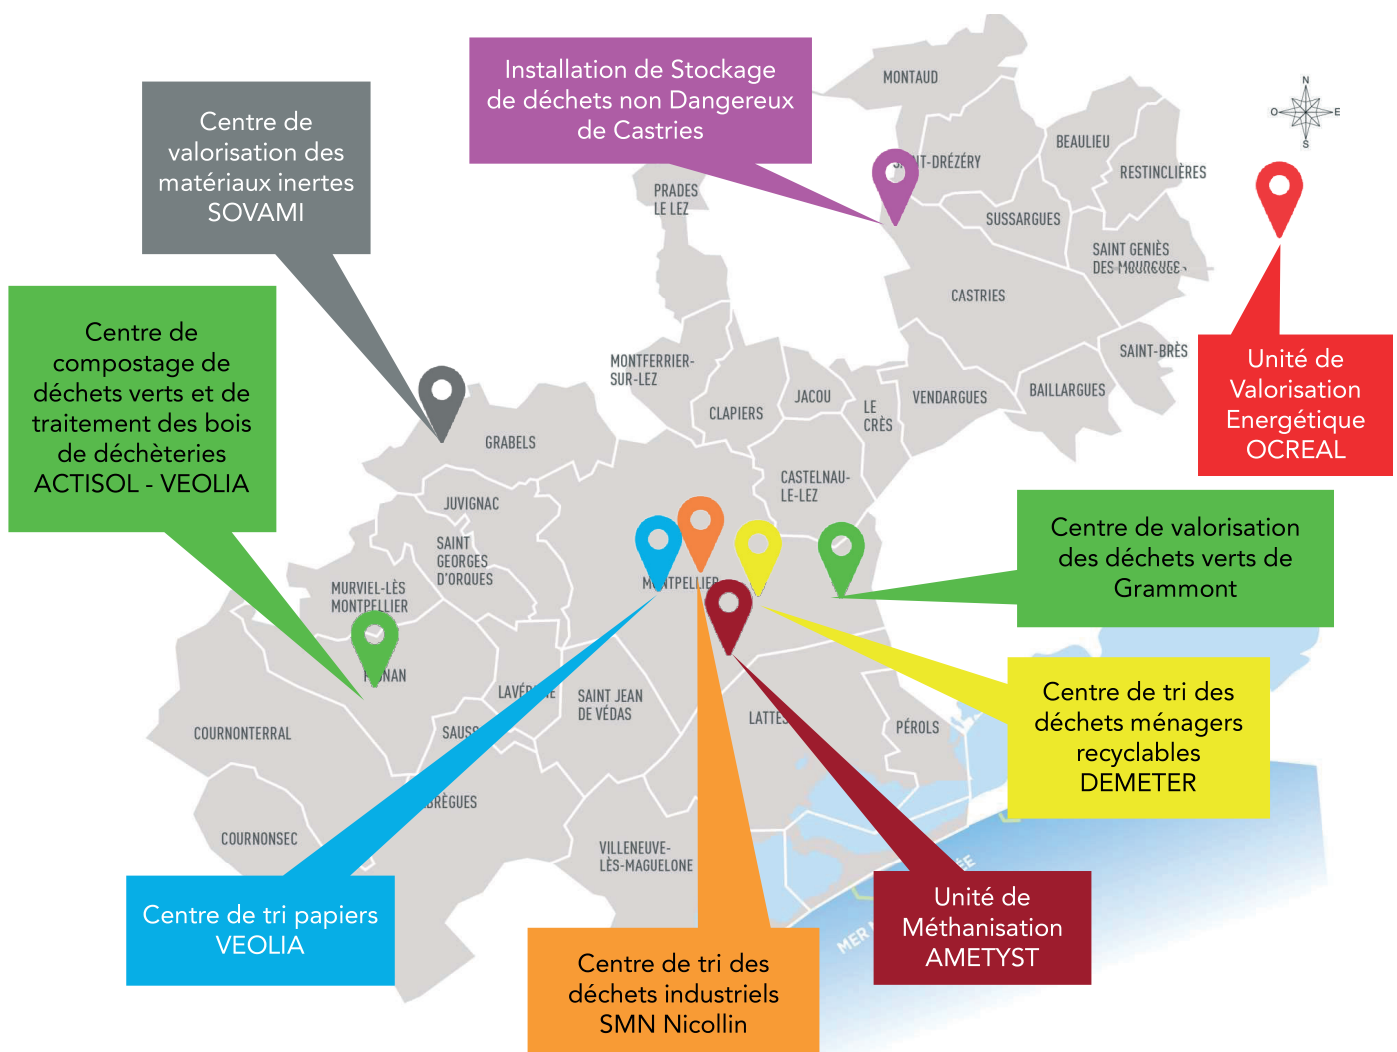 Installation de Stockage
de déchets non Dangereux
de Castries
MONTAUD
N
O
E
S
Centre de
valorisation des
matériaux inertes
SOVAMI
BEAULIEU
RESTINCLIÈRES
PRADES
LE LEZ
SUSSARGUES
SAINT GENIÈS
DES MOURGUES
CASTRIES
Centre de
compostage de
déchets verts et de
traitement des bois
de déchèteries
ACTISOL - VEOLIA
MONTFERRIER-
SUR-LEZ
CLAPIERS
JACOU
LE
CRÈS
VENDARGUES
BAILLARGUES
SAINT-BRÈS
Unité de
Valorisation
Energétique
OCREAL
GRABELS
JUVIGNAC
CASTELNAU-
LE-LEZ
SAINT
GEORGES
D'ORQUES
MURVIEL-LÈS
MONTPELLIER
MONTPELLIER
Centre de valorisation
des déchets verts de
Grammont
SAINT JEAN
DE VÉDAS
LATTES
PÉROLS
COURNONTERRAL
COURNONSEC
Centre de tri des
déchets ménagers
recyclables
DEMETER
VILLENEUVE-
LÈS-MAGUELONE
MER
Centre de tri papiers
VEOLIA
Centre de tri des
déchets industriels
SMN Nicollin
Unité de
Méthanisation
AMETYST